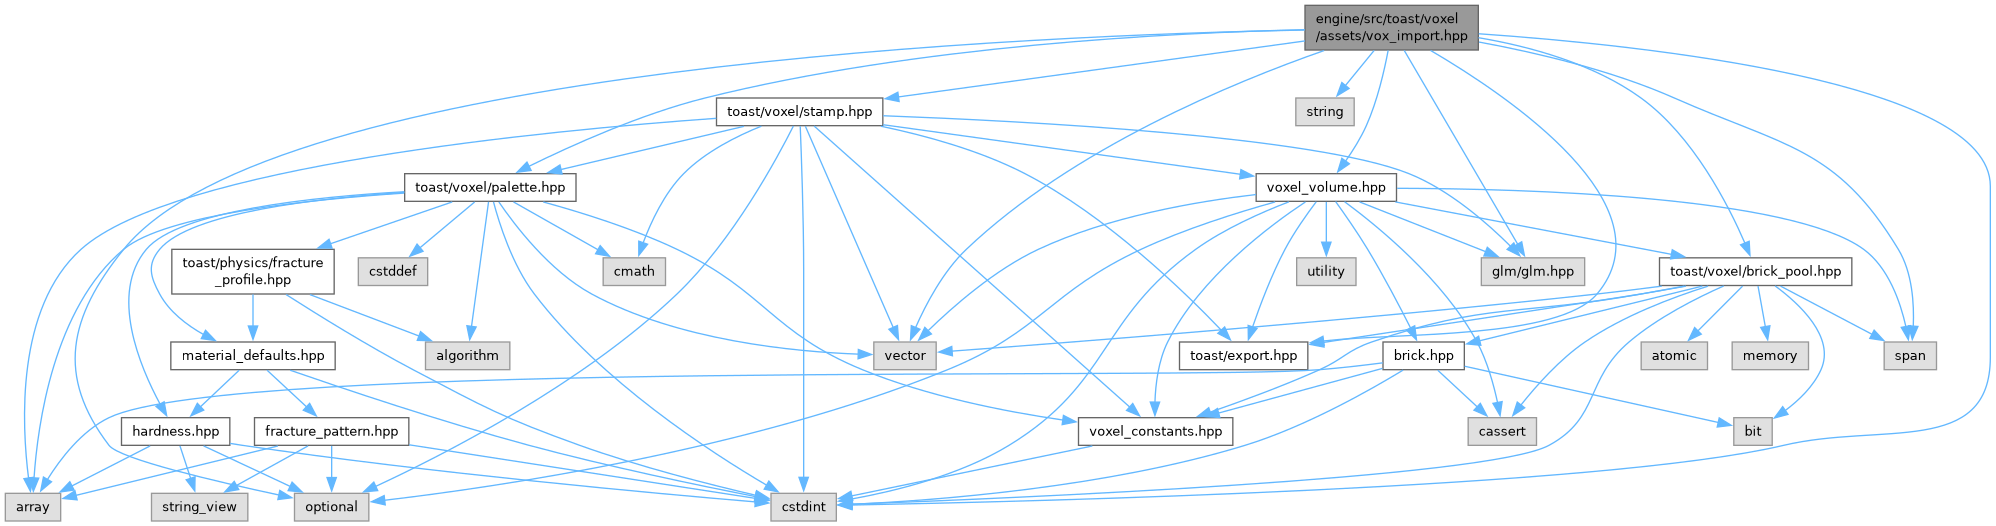 engine/src/toast/voxel
/assets/vox_import.hpp
toast/voxel/stamp.hpp
string
toast/voxel/palette.hpp
voxel_volume.hpp
toast/physics/fracture
_profile.hpp
cstddef
cmath
utility
glm/glm.hpp
toast/voxel/brick_pool.hpp
material_defaults.hpp
algorithm
vector
toast/export.hpp
brick.hpp
atomic
memory
span
hardness.hpp
fracture_pattern.hpp
voxel_constants.hpp
cassert
bit
array
string_view
optional
cstdint